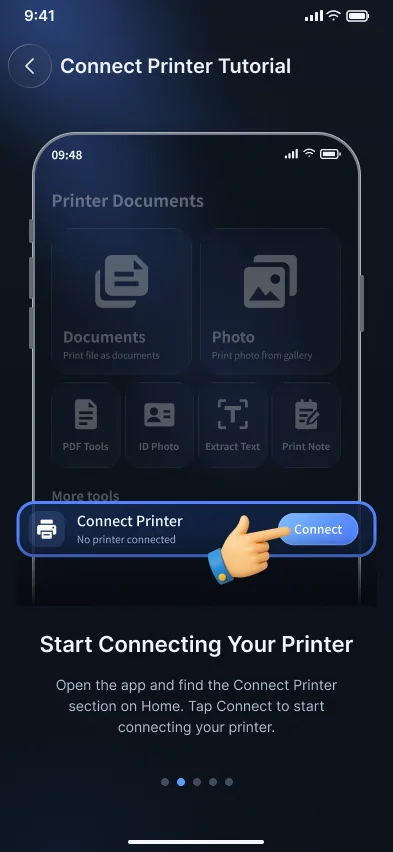 9:41
Connect Printer Tutorial
09:48
Printer Documents
Documents
Print file as documents
Photo
Print photo from gallery
PDF Tools
ID Photo
Extract Text
Print Note
More tools
Connect Printer
No printer connected
Connect
Start Connecting Your Printer
Open the app and find the Connect Printer
section on Home. Tap Connect to start
connecting your printer.